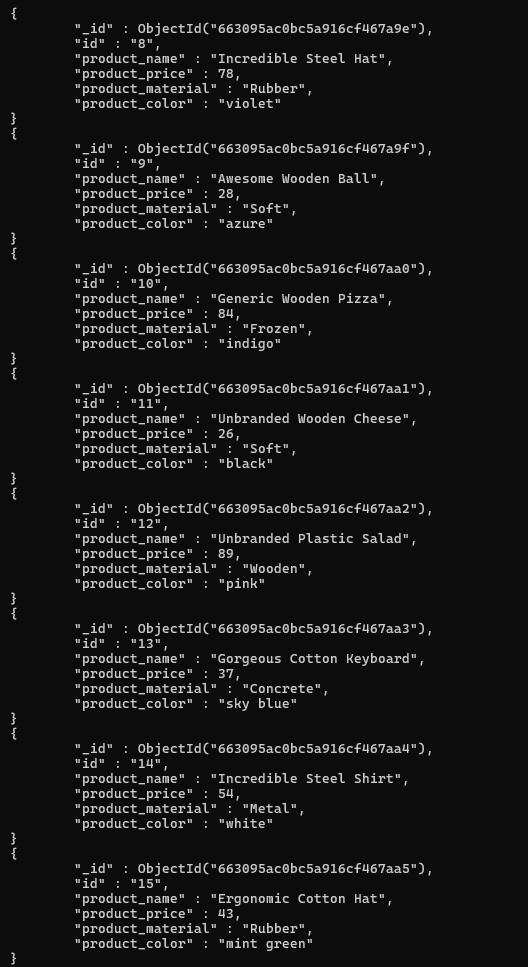 {
"_id" : ObjectId("663095ac0bc5a916cf467a9e"),
"id" : "8",
"product_name" : "Incredible Steel Hat",
"product_price" : 78,
"product_material" : "Rubber",
"product_color" : "violet"
}
{
"_id" : ObjectId("663095ac0bc5a916cf467a9f"),
"id" : "9",
"product_name" : "Awesome Wooden Ball",
"product_price" : 28,
"product_material" : "Soft",
"product_color" : "azure"
}
{
"_id" : ObjectId("663095ac0bc5a916cf467aa0"),
"id" : "10",
"product_name" : "Generic Wooden Pizza",
"product_price" : 84,
"product_material" : "Frozen",
"product_color" : "indigo"
}
{
"_id" : ObjectId("663095ac0bc5a916cf467aa1"),
"id" : "11",
"product_name" : "Unbranded Wooden Cheese",
"product_price" : 26,
"product_material" : "Soft",
"product_color" : "black"
}
{
"_id" : ObjectId("663095ac0bc5a916cf467aa2"),
"id" : "12",
"product_name" : "Unbranded Plastic Salad",
"product_price" : 89,
"product_material" : "Wooden",
"product_color" : "pink"
}
{
"_id" : ObjectId("663095ac0bc5a916cf467aa3"),
"id" : "13",
"product_name" : "Gorgeous Cotton Keyboard",
"product_price" : 37,
"product_material" : "Concrete",
"product_color" : "sky blue"
}
{
"_id" : ObjectId("663095ac0bc5a916cf467aa4"),
"id" : "14",
"product_name" : "Incredible Steel Shirt",
"product_price" : 54,
"product_material" : "Metal",
"product_color" : "white"
}
{
"_id" : ObjectId("663095ac0bc5a916cf467aa5"),
"id" : "15",
"product_name" : "Ergonomic Cotton Hat",
"product_price" : 43,
"product_material" : "Rubber",
"product_color" : "mint green"
}